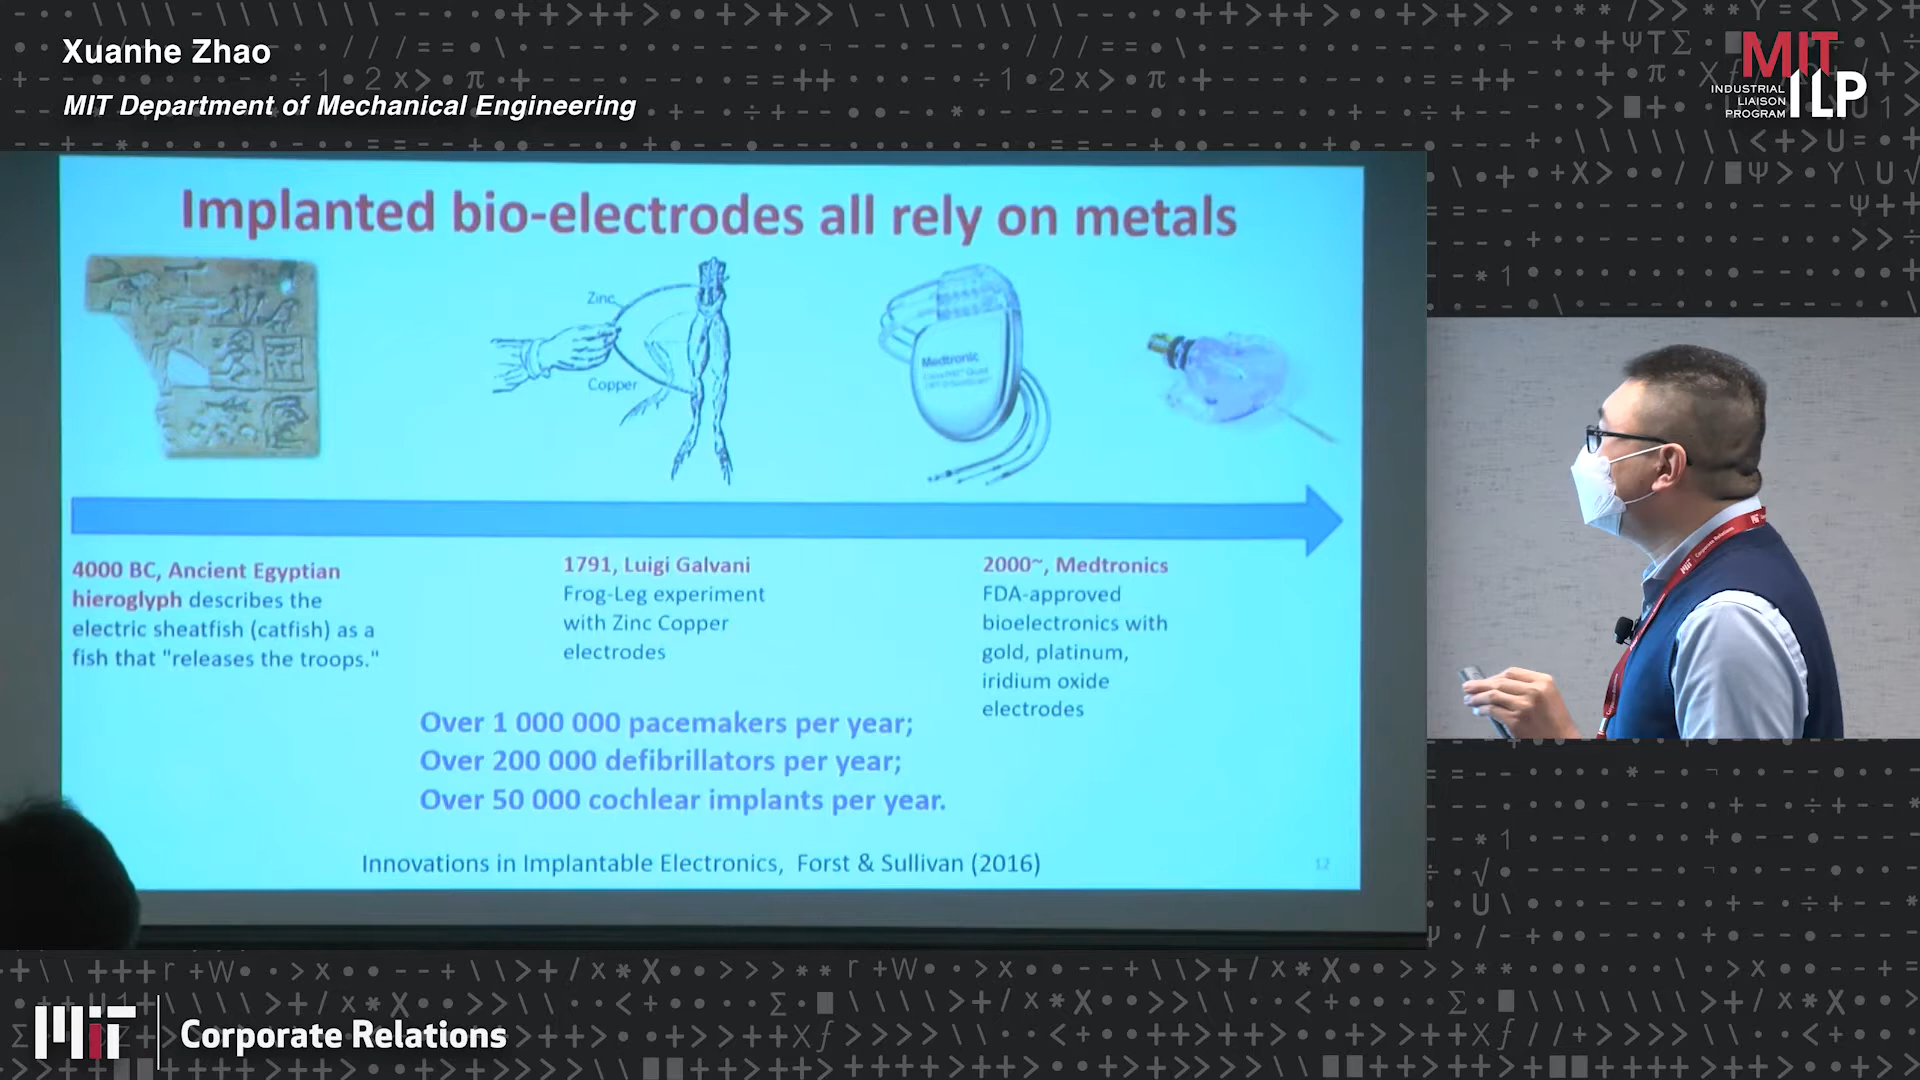 Xuanhe Zhao
MIT Department of Mechanical Engineering
MIT
ILP
INDUSTRIAL
LIAISON
PROGRAM
Implanted bio-electrodes all rely on metals
Zinc
Copper
Medtronic
4000 BC, Ancient Egyptian
hieroglyph describes the
electric sheatfish (catfish) as a
fish that "releases the troops."
1791, Luigi Galvani
Frog-Leg experiment
with Zinc Copper
electrodes
2000~, Medtronics
FDA-approved
bioelectronics with
gold, platinum,
iridium oxide
electrodes
Over 1 000 000 pacemakers per year;
Over 200 000 defibrillators per year;
Over 50 000 cochlear implants per year.
Innovations in Implantable Electronics, Forst & Sullivan (2016)
12
MIT
Corporate Relations